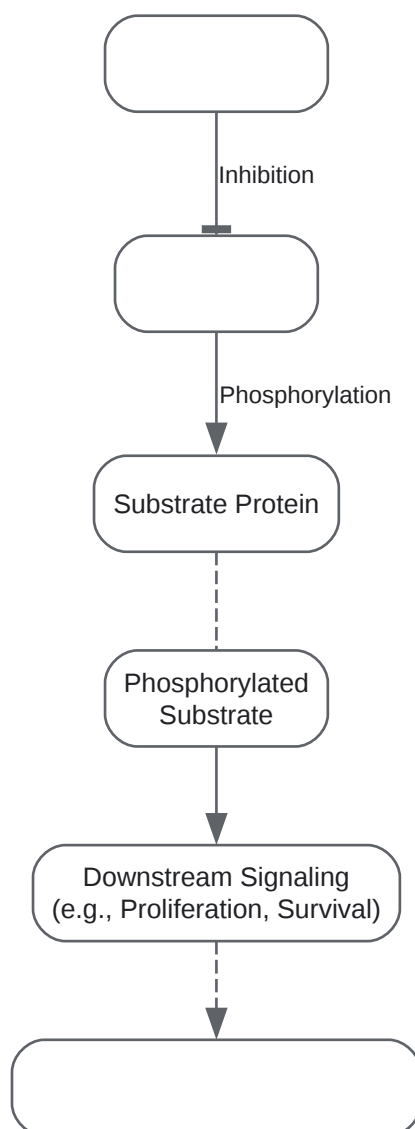 Inhibition
Phosphorylation
Substrate Protein
Phosphorylated
Substrate
Downstream Signaling
(e.g., Proliferation, Survival)